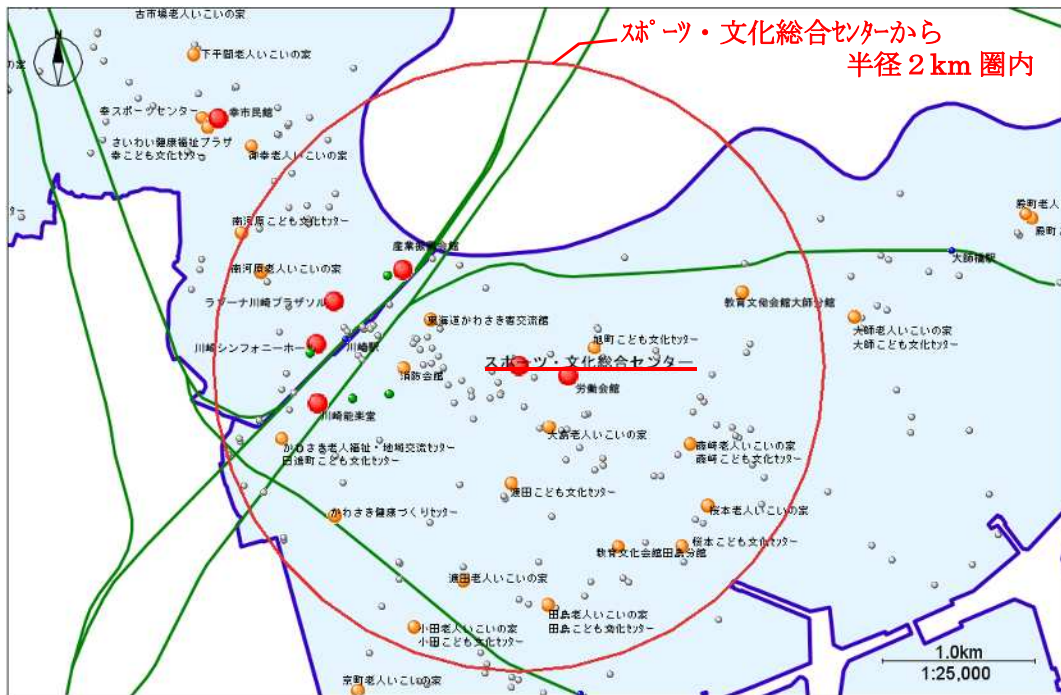 古市場老人いこいの家
スポーツ・文化総合センターから
半径２km 圏内
N
下平間老人いこいの家
の家
幸スポーツセンター
幸市民館
さいわい健康福祉プラザ
幸こども文化センター
御幸老人いこいの家
殿町老人
殿町こ
ター
南河原こども文化センター
産業振興会館
大師橋駅
南河原老人いこいの家
ラゾーナ川崎プラザソル
教育文化会館大師分館
東海道かわさき宿交流館
大師老人いこいの家
大師こども文化センター
川崎シンフォニーホール
川崎駅
旭町こども文化センター
スポーツ・文化総合センター
消防会館
労働会館
川崎能楽堂
大島老人いこいの家
かわさき老人福祉・地域交流センター
田辺町こども文化センター
藤崎老人いこいの家
藤崎こども文化センター
渡田こども文化センター
かわさき健康づくりセンター
桜本老人いこいの家
桜本こども文化センター
教育文化会館田島分館
渡田老人いこいの家
田島老人いこいの家
田島こども文化センター
小田老人いこいの家
小田こども文化センター
京町老人いこいの家
1.0km
1:25,000